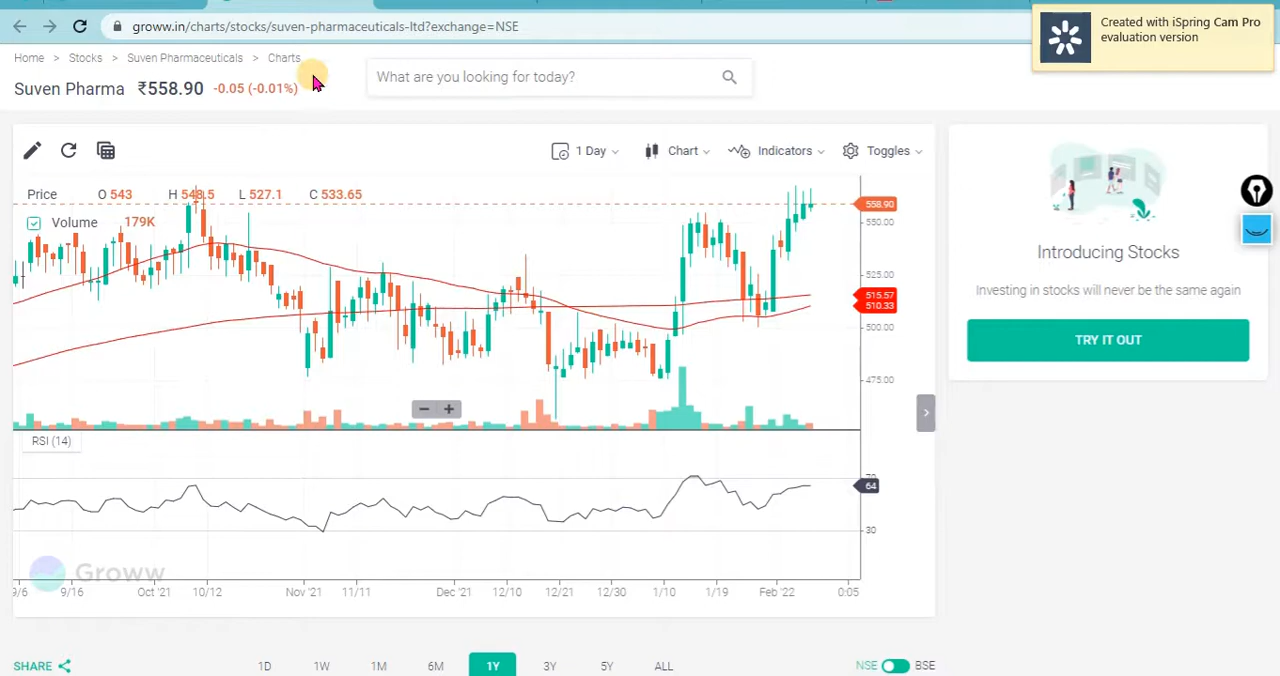 groww.in/charts/stocks/suven-pharmaceuticals-ltd?exchange=NSE
Created with iSpring Cam Pro
evaluation version
Home > Stocks > Suven Pharmaceuticals > Charts
What are you looking for today?
Suven Pharma ₹558.90 -0.05 (-0.01%)
1 Day
Chart
Indicators
Toggles
Price O 543 H 548.5 L 527.1 C 533.65
558.90
Volume 179K
550.00
525.00
515.57
510.33
500.00
475.00
Introducing Stocks
Investing in stocks will never be the same again
TRY IT OUT
RSI (14)
70
64
30
Groww
9/6 9/16 Oct '21 10/12 Nov '21 11/11 Dec '21 12/10 12/21 12/30 1/10 1/19 Feb '22 0:05
SHARE 1D 1W 1M 6M 1Y 3Y 5Y ALL NSE BSE